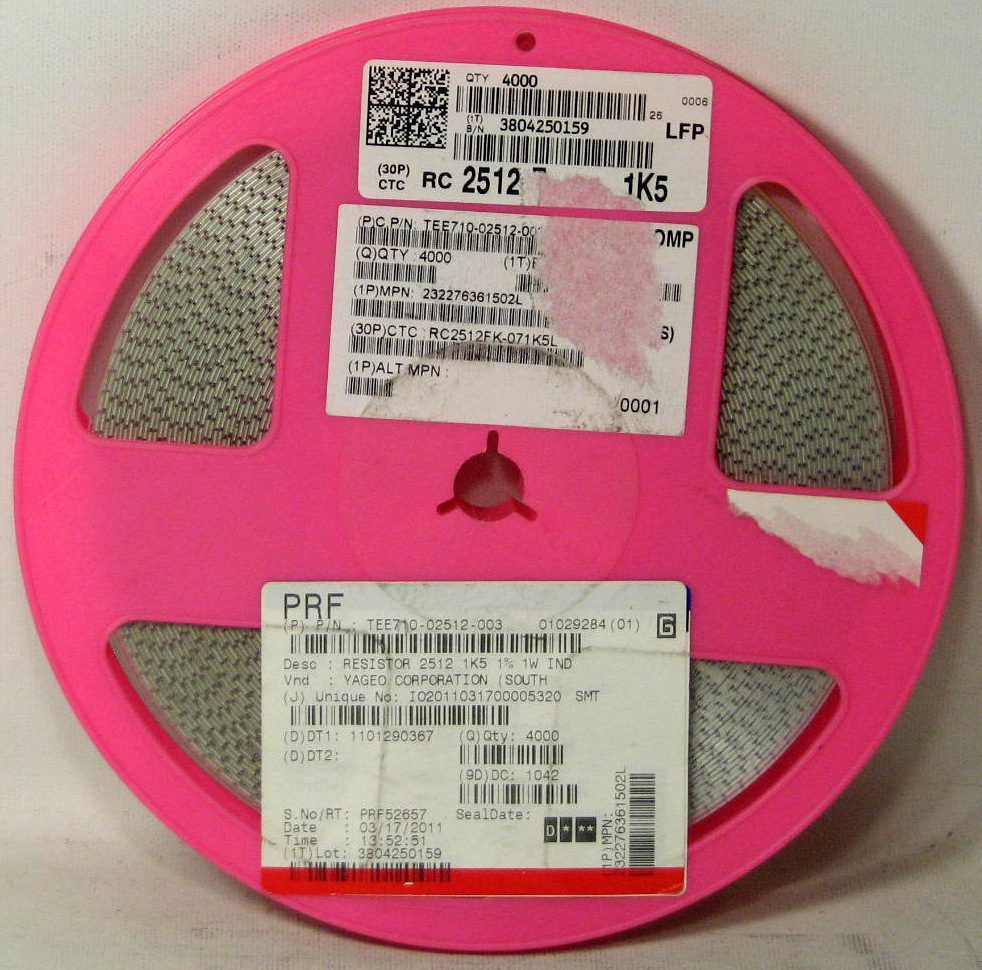 QTY 4000
0006
26
(1T)
B/N 3804250159
LFP
(30P)
CTC RC 2512 1K5
(P)C P/N: TEE710-02512-00
OMP
(Q)QTY : 4000 (1T)
(1P)MPN: 232276361502L
(30P)CTC : RC2512FK-071K5L
S)
(1P)ALT MPN :
0001
PRF
(P) P/N : TEE710-02512-003 01029284(01) G
Desc : RESISTOR 2512 1K5 1% 1W IND
Vnd : YAGEO CORPORATION (SOUTH
(J) Unique No: IO2011031700005320 SMT
(D)DT1: 1101290367 (Q)Qty: 4000
(D)DT2:
(9D)DC: 1042
S.No/RT: PRF52657 SealDate:
D * **
Date : 03/17/2011
Time : 13:52:51
(1T)Lot: 3804250159
(1P)MPN:
232276361502L